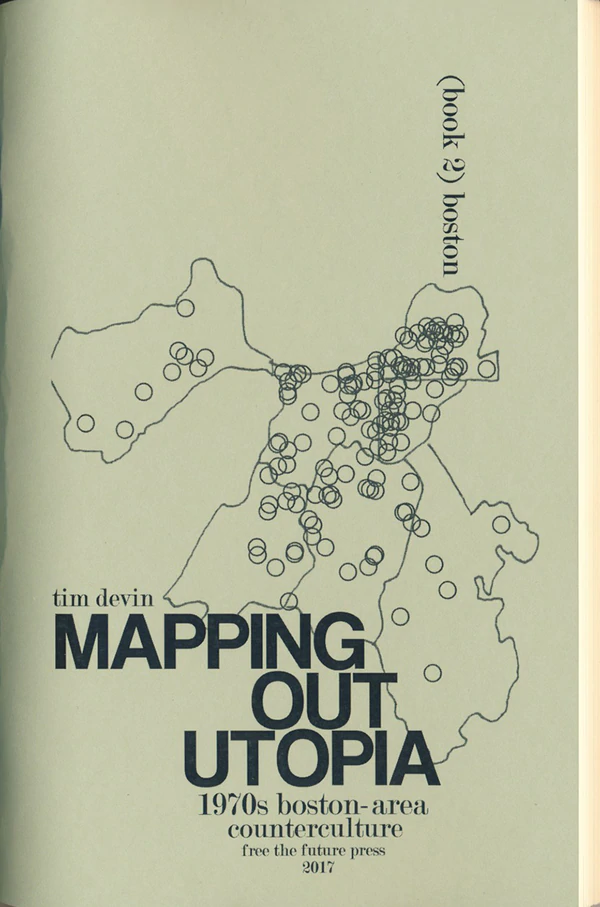 (book 2) boston
tim devin
MAPPING
OUT
UTOPIA
1970s boston-area
counterculture
free the future press
2017